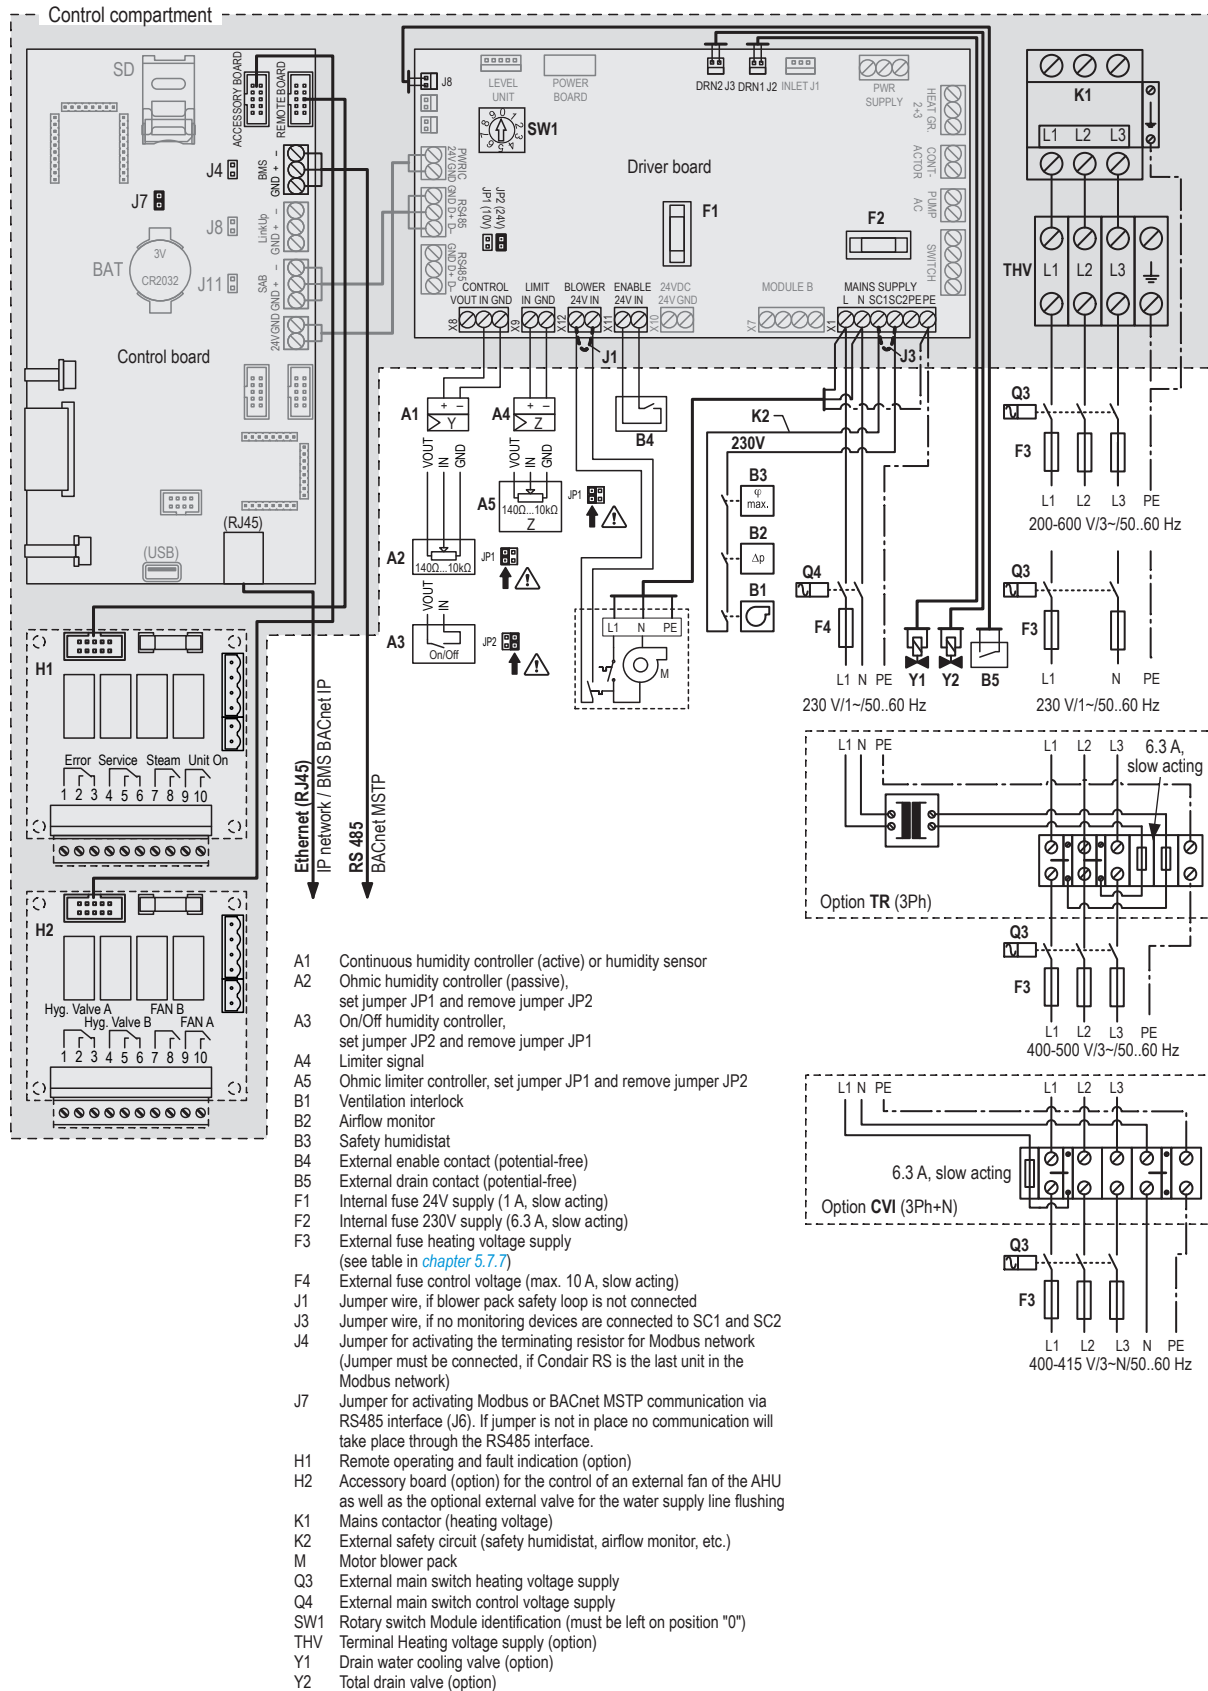 Control compartment
SD
ACCESSORY BOARD
REMOTE BOARD
J4
BMS
GND + -
J7
J8
LinkUp
GND + -
BAT
3V
CR2032
J11
SAB
GND + -
24VGND
Control board
(USB)
(RJ45)
J8
LEVEL
UNIT
POWER
BOARD
DRN2 J3
DRN1 J2
INLET J1
PWR
SUPPLY
HEAT GR.
2+3
CONT-
ACTOR
PUMP
AC
SWITCH
SW1
0 1 2 3 4 5 6 7 8 9
Driver board
PWRIC
24VGND
RS485
GND D+ D-
RS485
GND D+ D-
JP1 (10V)
JP2 (24V)
F1
F2
CONTROL
VOUT IN GND
LIMIT
IN GND
BLOWER
24V IN
ENABLE
24V IN
24VDC
24V GND
MODULE B
MAINS SUPPLY
L N SC1SC2PEPE
X8
X9
X12
X11
X10
X7
X1
J1
J3
K1
L1 L2 L3
THV
L1 L2 L3
Q3
F3
L1 L2 L3 PE
200-600 V/3~/50..60 Hz
A1
+ -
Y
A4
+ -
Z
B4
K2
230V
VOUT
IN
GND
VOUT
IN
GND
A5
140Ω...10kΩ
Z
JP1
A2
140Ω...10kΩ
JP1
VOUT
IN
A3
On/Off
JP2
B3
φ
max.
B2
Δp
B1
L1 N PE
M
Q4
F4
L1 N PE
230 V/1~/50..60 Hz
Y1
Y2
B5
Q3
F3
L1 N PE
230 V/1~/50..60 Hz
H1
Error Service Steam Unit On
1 2 3 4 5 6 7 8 9 10
H2
Hyg. Valve A
Hyg. Valve B
FAN B
FAN A
1 2 3 4 5 6 7 8 9 10
Ethernet (RJ45)
IP network / BMS BACnet IP
RS 485
BACnet MSTP
L1 N PE
L1 L2 L3
6.3 A,
slow acting
Option TR (3Ph)
Q3
F3
L1 L2 L3 PE
400-500 V/3~/50..60 Hz
L1 N PE
L1 L2 L3
6.3 A, slow acting
Option CVI (3Ph+N)
Q3
F3
L1 L2 L3 N PE
400-415 V/3~N/50..60 Hz
A1 Continuous humidity controller (active) or humidity sensor
A2 Ohmic humidity controller (passive),
set jumper JP1 and remove jumper JP2
A3 On/Off humidity controller,
set jumper JP2 and remove jumper JP1
A4 Limiter signal
A5 Ohmic limiter controller, set jumper JP1 and remove jumper JP2
B1 Ventilation interlock
B2 Airflow monitor
B3 Safety humidistat
B4 External enable contact (potential-free)
B5 External drain contact (potential-free)
F1 Internal fuse 24V supply (1 A, slow acting)
F2 Internal fuse 230V supply (6.3 A, slow acting)
F3 External fuse heating voltage supply
(see table in chapter 5.7.7)
F4 External fuse control voltage (max. 10 A, slow acting)
J1 Jumper wire, if blower pack safety loop is not connected
J3 Jumper wire, if no monitoring devices are connected to SC1 and SC2
J4 Jumper for activating the terminating resistor for Modbus network
(Jumper must be connected, if Condair RS is the last unit in the
Modbus network)
J7 Jumper for activating Modbus or BACnet MSTP communication via
RS485 interface (J6). If jumper is not in place no communication will
take place through the RS485 interface.
H1 Remote operating and fault indication (option)
H2 Accessory board (option) for the control of an external fan of the AHU
as well as the optional external valve for the water supply line flushing
K1 Mains contactor (heating voltage)
K2 External safety circuit (safety humidistat, airflow monitor, etc.)
M Motor blower pack
Q3 External main switch heating voltage supply
Q4 External main switch control voltage supply
SW1 Rotary switch Module identification (must be left on position "0")
THV Terminal Heating voltage supply (option)
Y1 Drain water cooling valve (option)
Y2 Total drain valve (option)